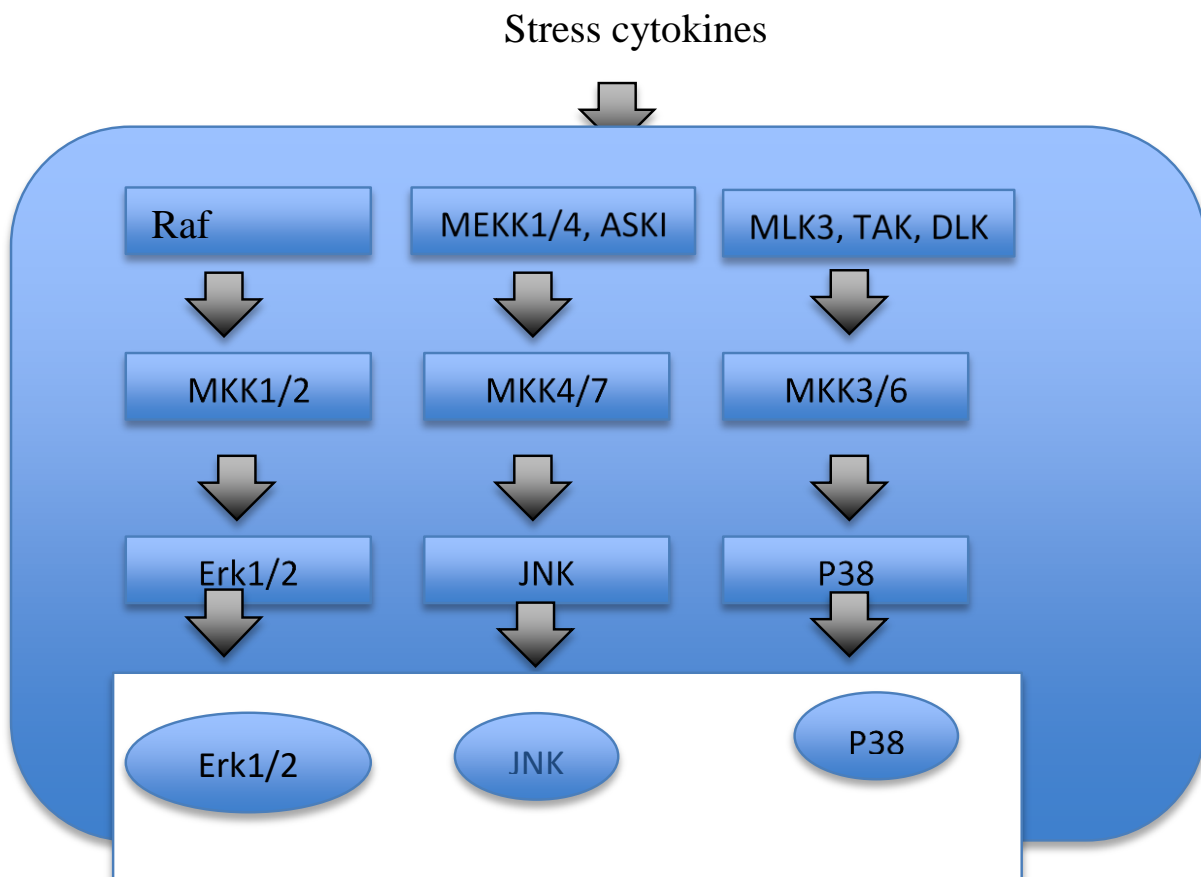 Stress cytokines
Raf
MEKK1/4, ASKI
MLK3, TAK, DLK
MKK1/2
MKK4/7
MKK3/6
Erk1/2
JNK
P38
Erk1/2
JNK
P38